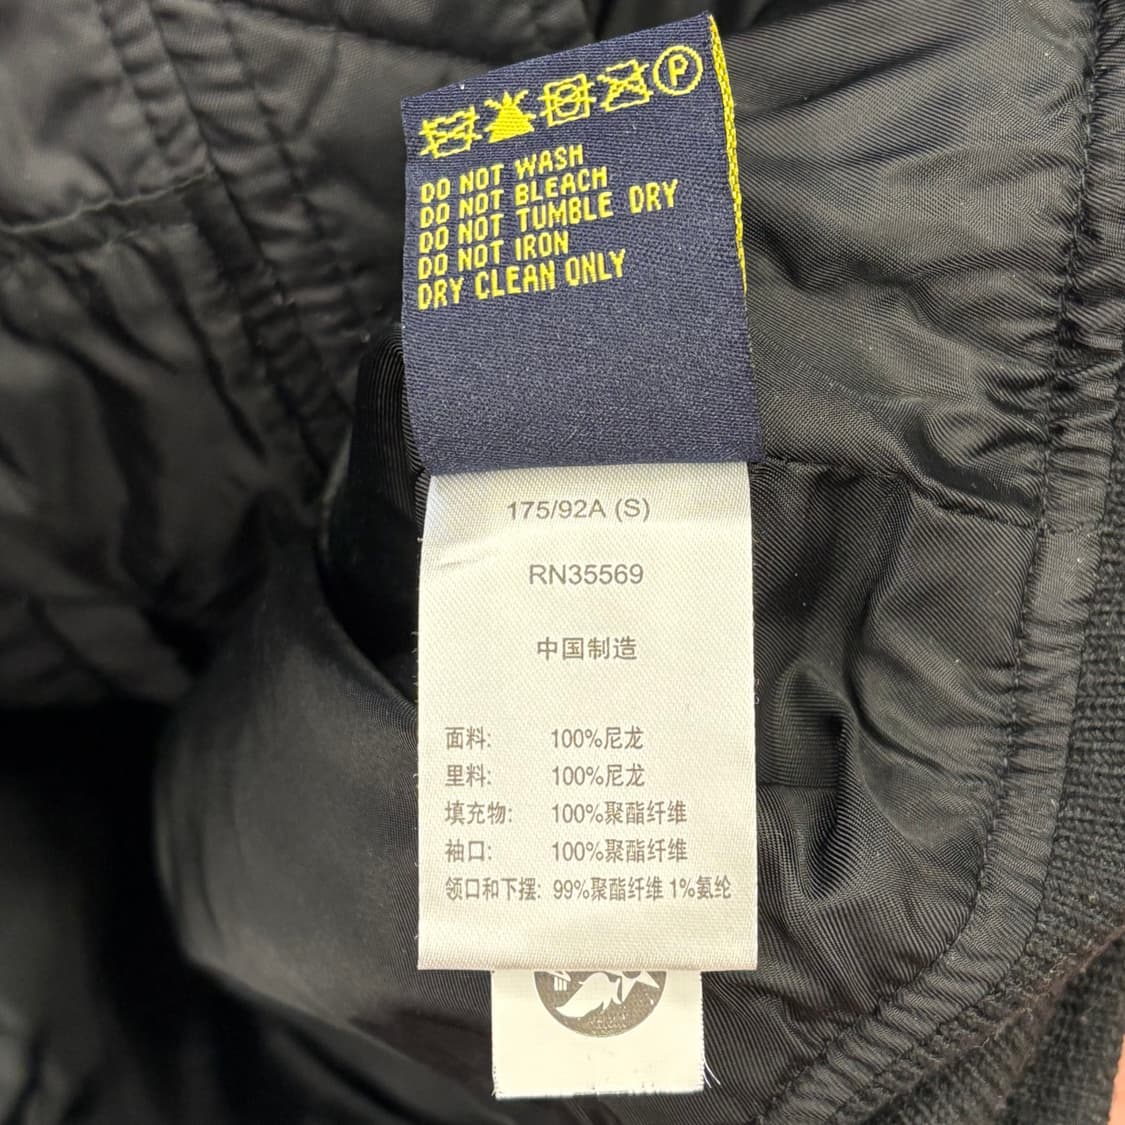 P
DO NOT WASH
DO NOT BLEACH
DO NOT TUMBLE DRY
DO NOT IRON
DRY CLEAN ONLY
175/92A (S)
RN35569
中国制造
面料: 100%尼龙
里料: 100%尼龙
填充物: 100%聚酯纤维
袖口: 100%聚酯纤维
领口和下摆: 99%聚酯纤维 1%氨纶